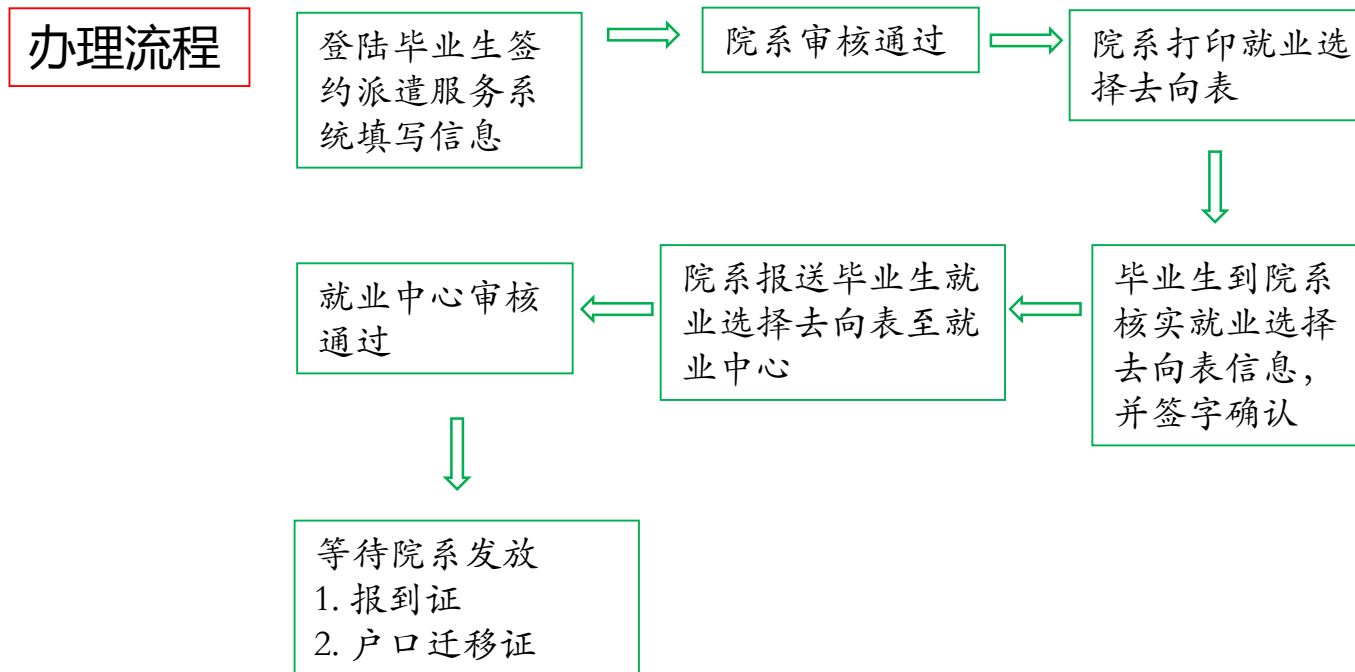 办理流程
登陆毕业生签
约派遣服务系
统填写信息
院系审核通过
院系打印就业选
择去向表
毕业生到院系
核实就业选择
去向表信息，
并签字确认
院系报送毕业生就
业选择去向表至就
业中心
就业中心审核
通过
等待院系发放
1. 报到证
2. 户口迁移证